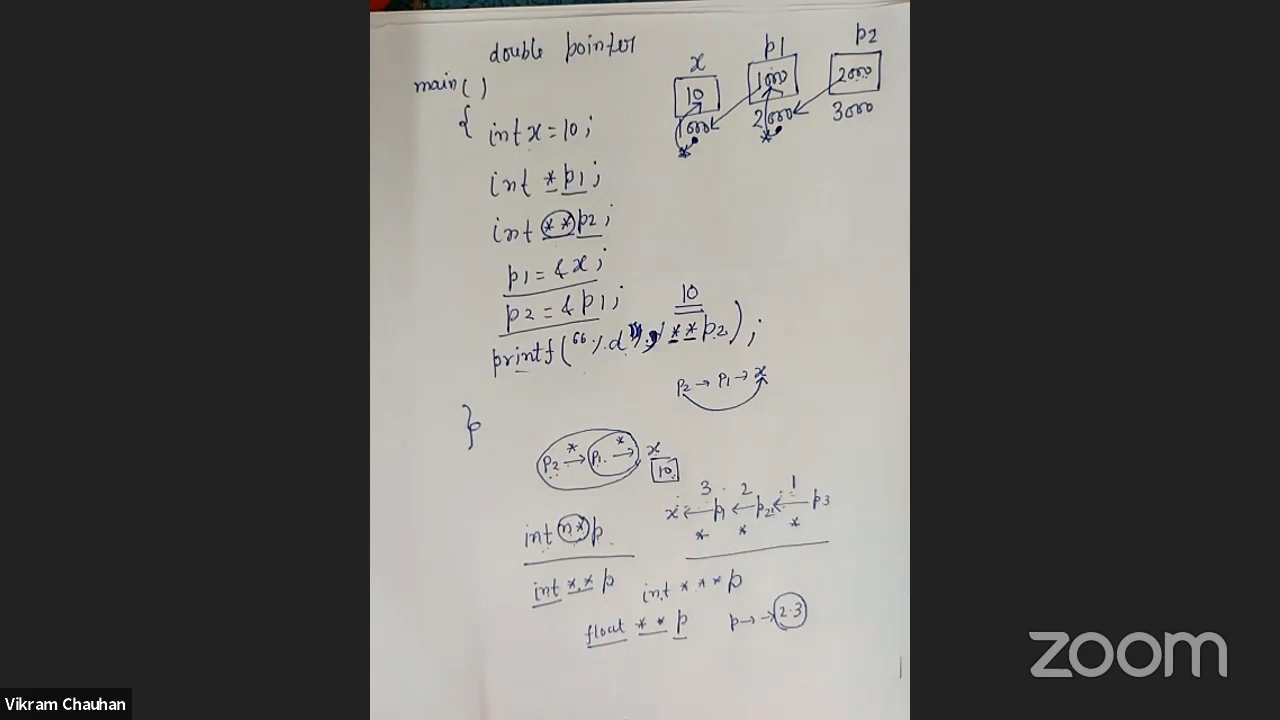 double pointer
x p1 p2
10 1000 2000
1000 2000 3000
* *
main()
{
int x = 10;
int *p1;
int **p2;
p1 = &x;
p2 = &p1;
10
printf("%d", **p2);
p2 → p1 → x
}
p2 * → p1 * → x
10
3 2 1
x ← p1 ← p2 ← p3
* * *
int n* p
int ** p
int *** p
float ** p
p → → 2.3
zoom
Vikram Chauhan